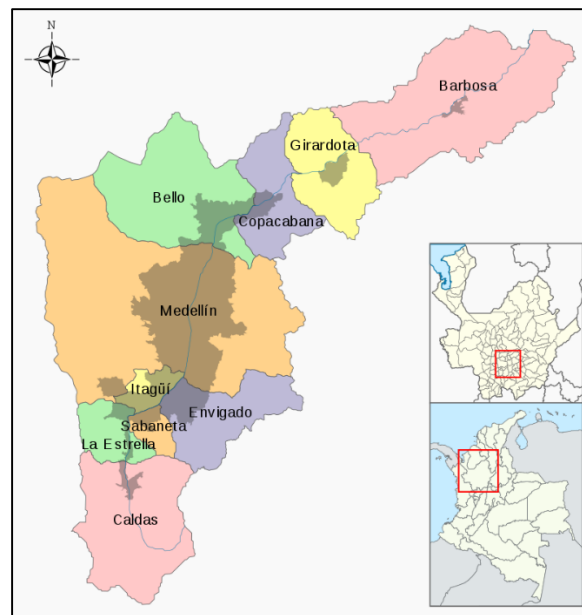 N
Barbosa
Girardota
Bello
Copacabana
Medellín
Itagüí
Envigado
Sabaneta
La Estrella
Caldas